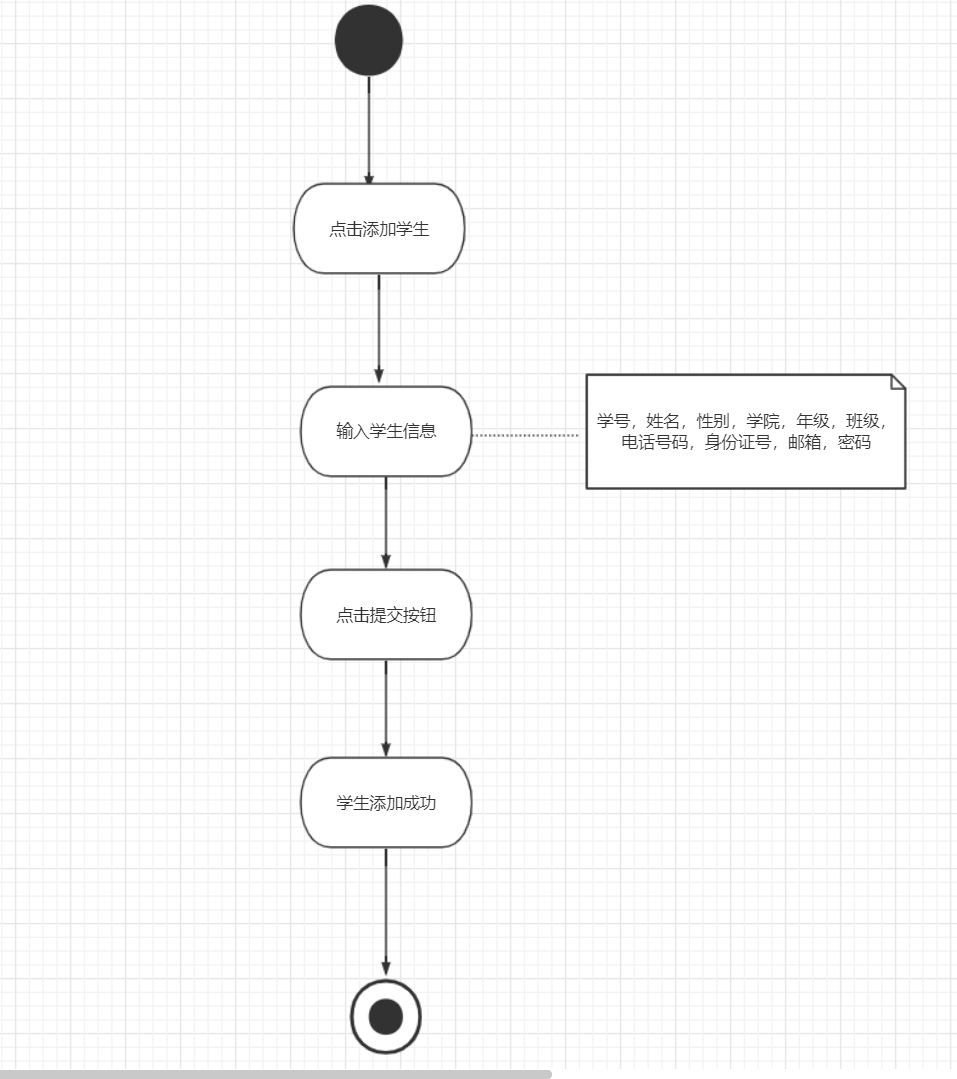 点击添加学生
输入学生信息
学号，姓名，性别，学院，年级，班级，
电话号码，身份证号，邮箱，密码
点击提交按钮
学生添加成功